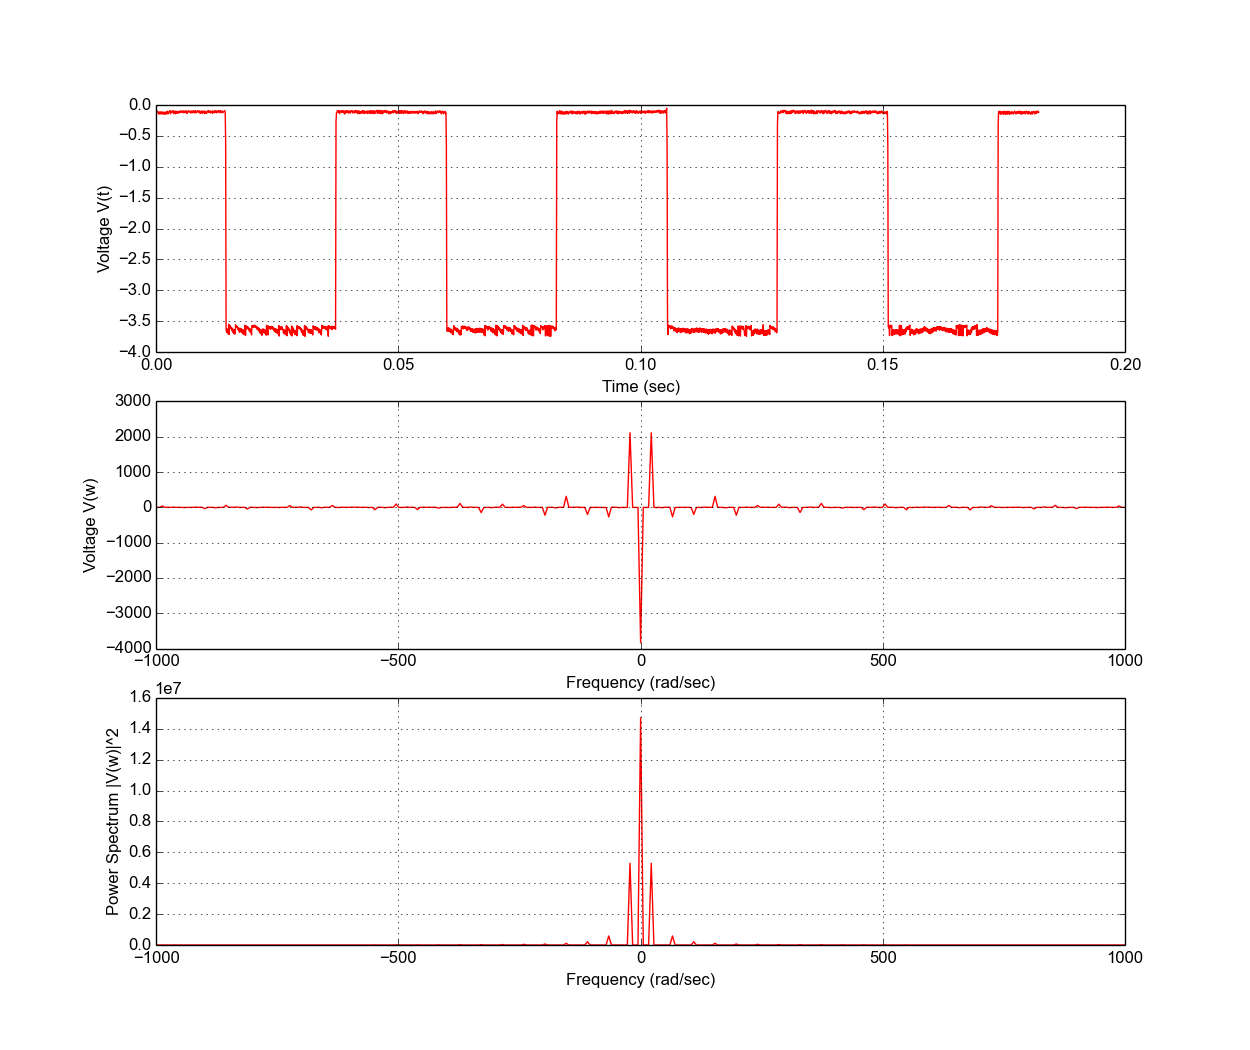 0.0
−0.5
−1.0
−1.5
−2.0
−2.5
−3.0
−3.5
−4.0
Voltage V(t)
0.00 0.05 0.10 0.15 0.20
Time (sec)
3000
2000
1000
0
−1000
−2000
−3000
−4000
Voltage V(w)
−1000 −500 0 500 1000
Frequency (rad/sec)
1e7
1.6
1.4
1.2
1.0
0.8
0.6
0.4
0.2
0.0
Power Spectrum |V(w)|^2
−1000 −500 0 500 1000
Frequency (rad/sec)